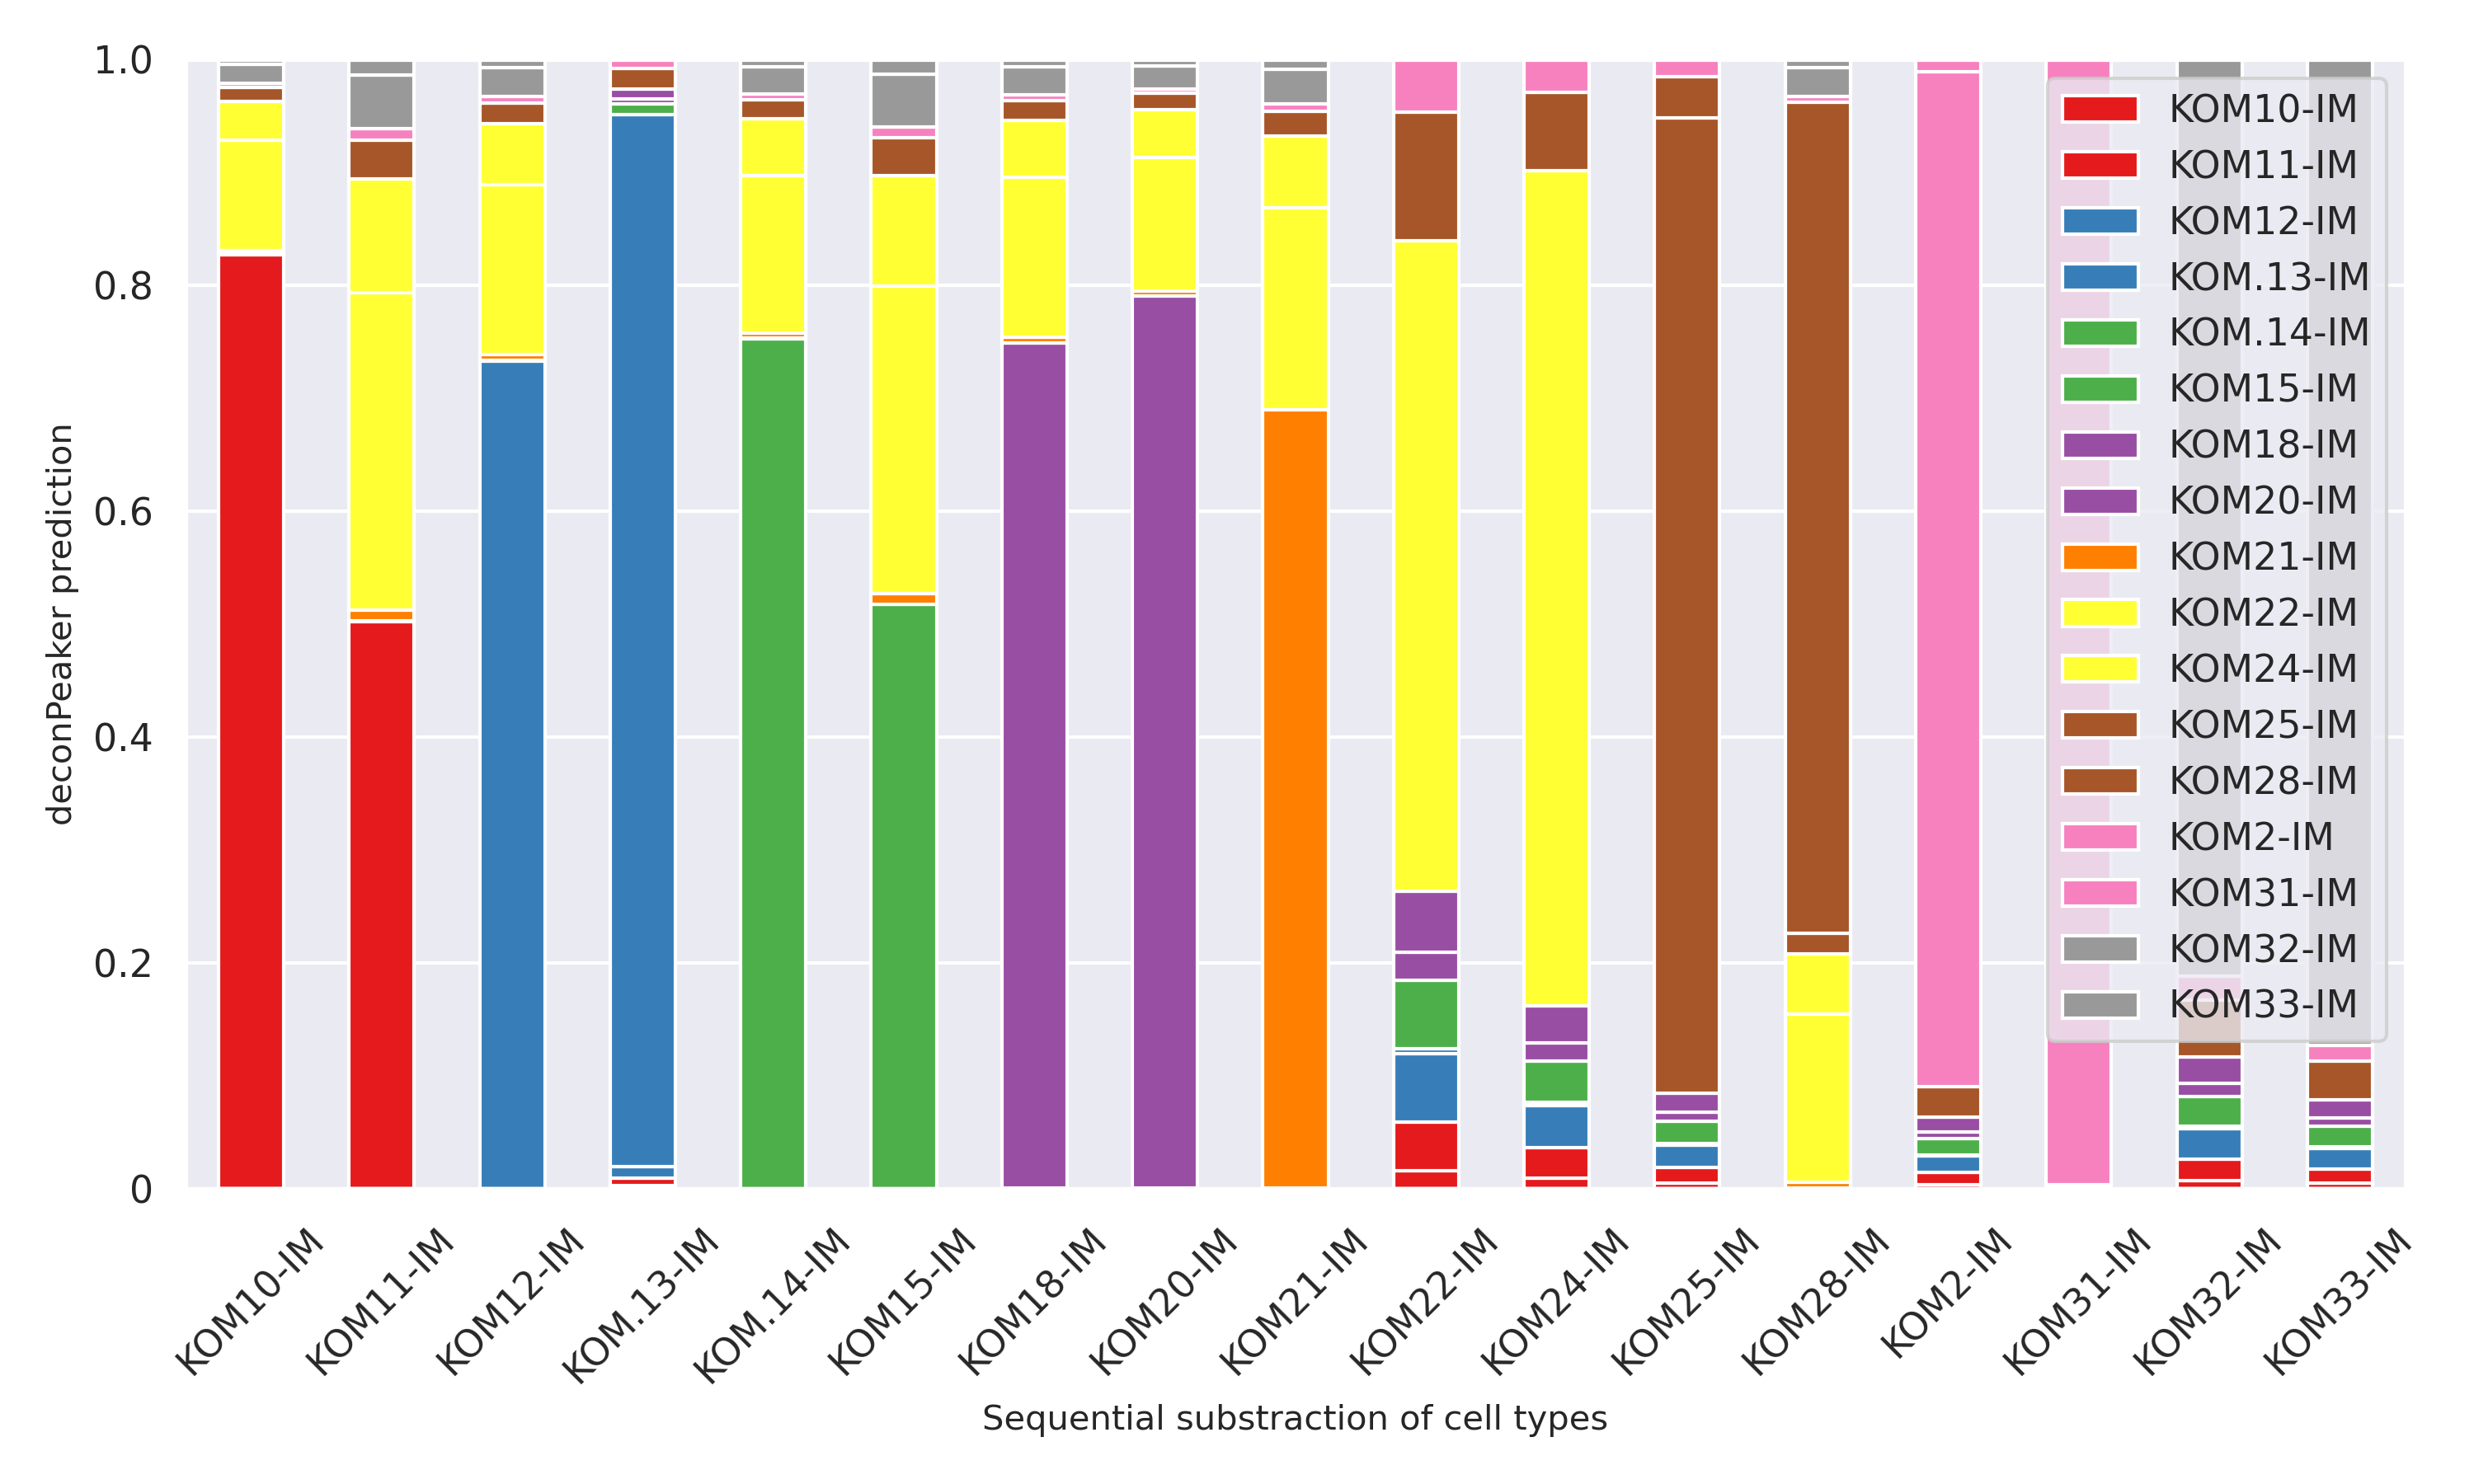 1.0
0.8
0.6
0.4
0.2
0
deconPeaker prediction
KOM10-IM
KOM11-IM
KOM12-IM
KOM.13-IM
KOM.14-IM
KOM15-IM
KOM18-IM
KOM20-IM
KOM21-IM
KOM22-IM
KOM24-IM
KOM25-IM
KOM28-IM
KOM2-IM
KOM31-IM
KOM32-IM
KOM33-IM
KOM10-IM
KOM11-IM
KOM12-IM
KOM.13-IM
KOM.14-IM
KOM15-IM
KOM18-IM
KOM20-IM
KOM21-IM
KOM22-IM
KOM24-IM
KOM25-IM
KOM28-IM
KOM2-IM
KOM31-IM
KOM32-IM
KOM33-IM
Sequential substraction of cell types